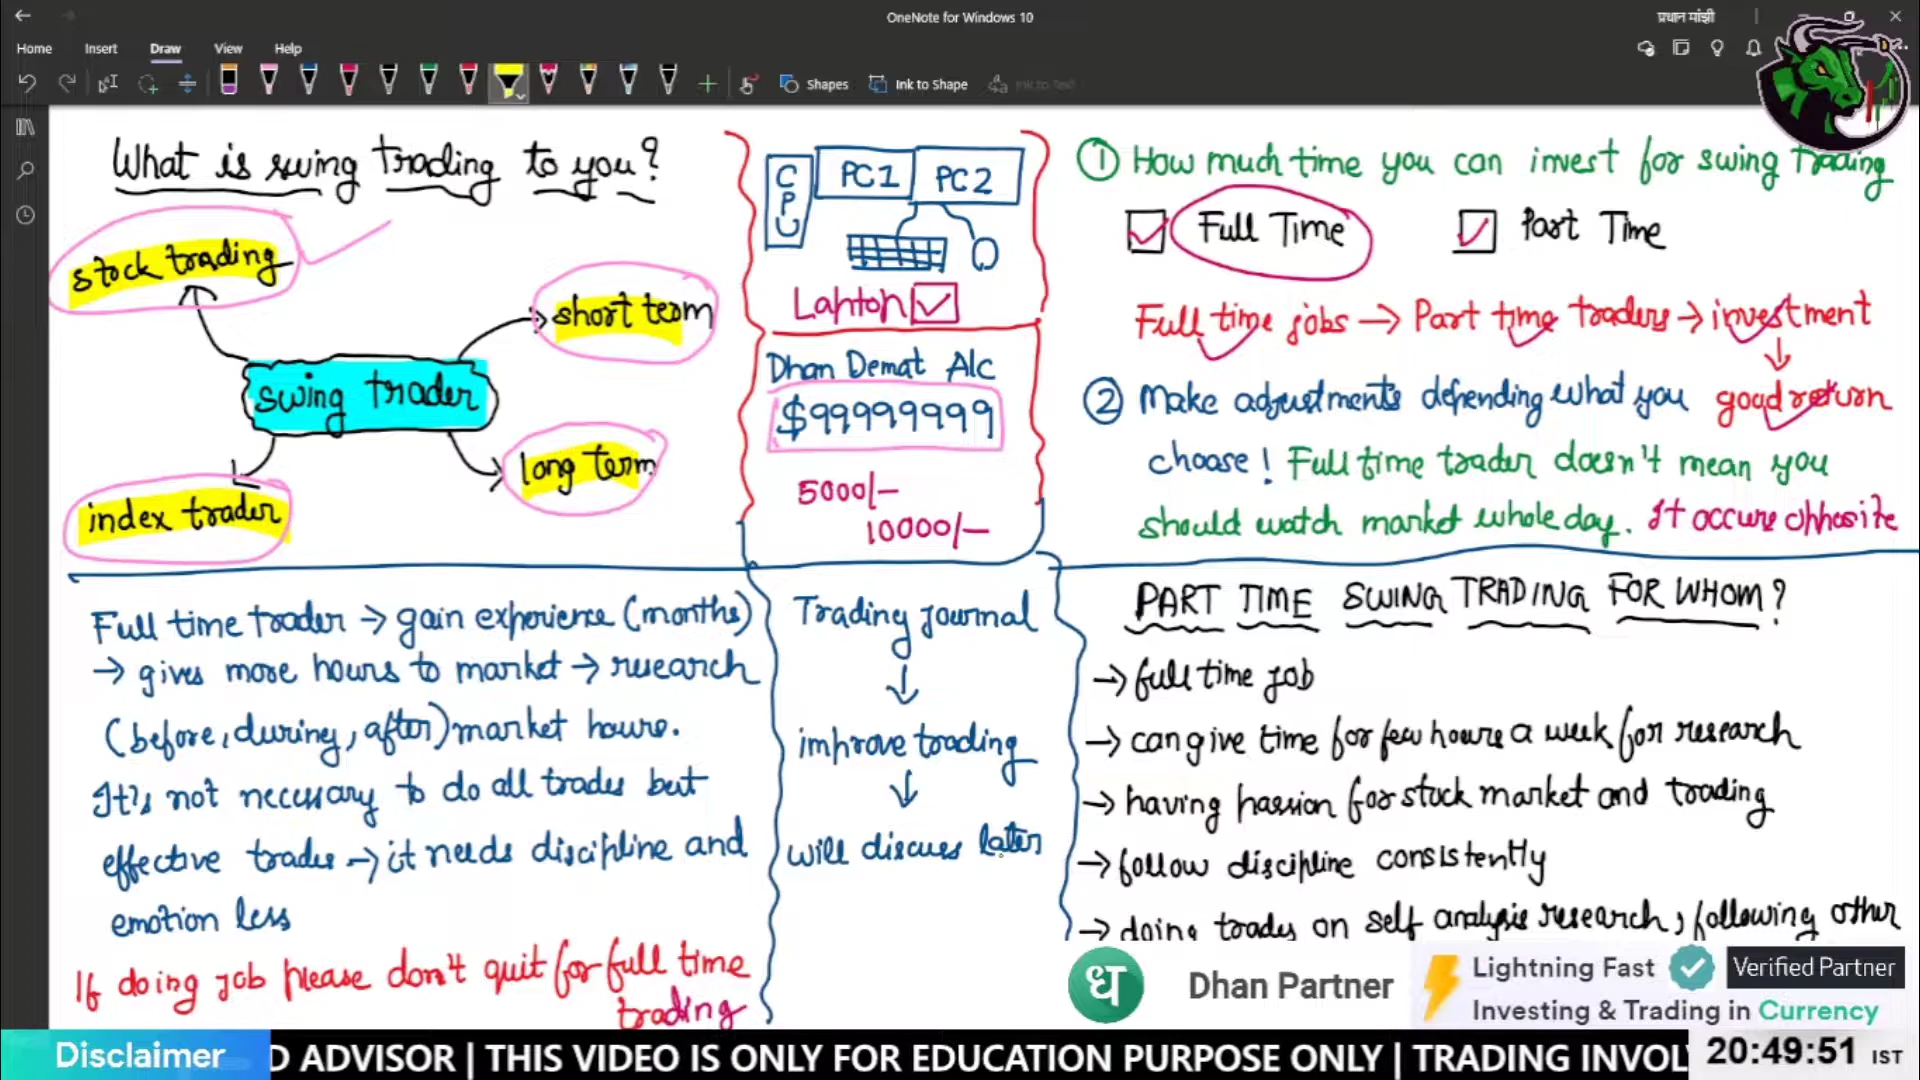 OneNote for Windows 10
प्रधान मांझी
Home Insert Draw View Help
Shapes Ink to Shape Ink to Text
What is swing trading to you?
stock trading
short term
swing trader
long term
index trader
CPU PC1 PC2
Dhan Demat A/c
$99999999
5000/-
10000/-
① How much time you can invest for swing trading
Full Time Part Time
Full time jobs → Part time traders → investment
↓
② Make adjustments depending what you good return
choose! Full time trader doesn't mean you
should watch market whole day. It occurs opposite
Full time trader → gain experience (months)
→ gives more hours to market → research
(before, during, after) market hours.
It's not necessary to do all trades but
effective trades → it needs discipline and
emotion less
If doing job please don't quit for full time
trading
Trading journal
↓
improve trading
↓
will discuss later
PART TIME SWING TRADING FOR WHOM?
→ full time job
→ can give time for few hours a week for research
→ having passion for stock market and trading
→ follow discipline consistently
→ doing trades on self analysis research, following other
ध Dhan Partner
Lightning Fast Verified Partner
Investing & Trading in Currency
Disclaimer D ADVISOR | THIS VIDEO IS ONLY FOR EDUCATION PURPOSE ONLY | TRADING INVOL 20:49:51 IST